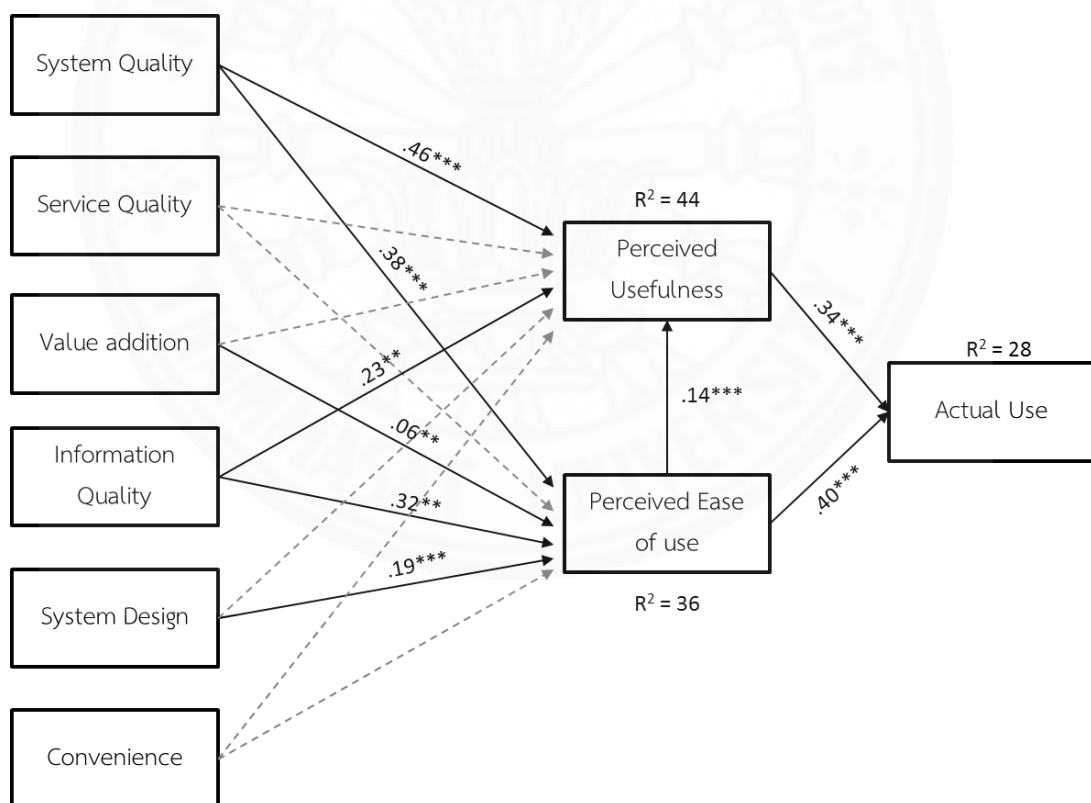 System Quality
.46***
Service Quality
R² = 44
.38***
Perceived
Usefulness
Value addition
.34***
R² = 28
.23**
.14***
Actual Use
.06**
Information
Quality
.32**
Perceived Ease
of use
.40***
.19***
R² = 36
System Design
Convenience